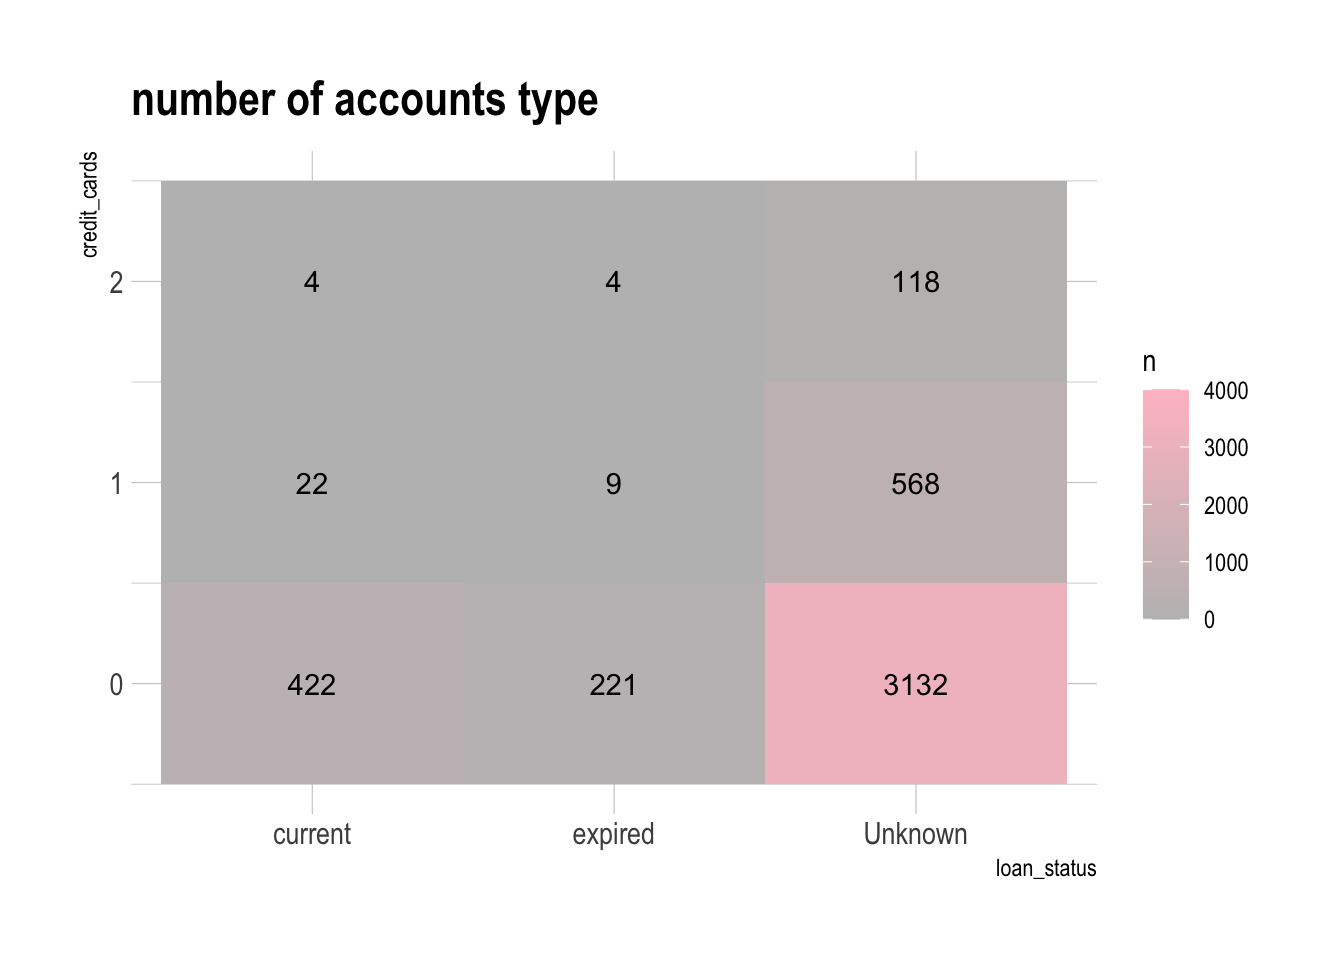 number of accounts type
credit_cards
2
4
4
118
1
22
9
568
0
422
221
3132
current
expired
Unknown
loan_status
n
4000
3000
2000
1000
0